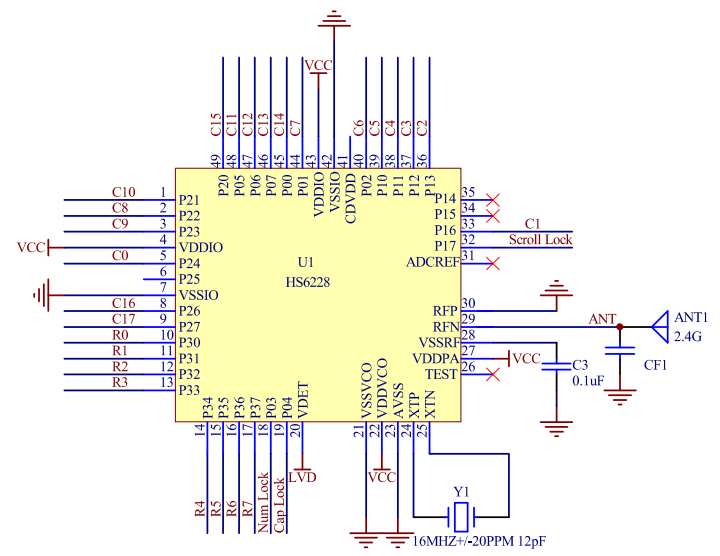 VCC
C15
C11
C12
C13
C14
C7
C6
C5
C4
C3
C2
49
48
47
46
45
44
43
42
41
40
39
38
37
36
P20
P05
P06
P07
P00
P01
VDDIO
VSSIO
CDVDD
P02
P10
P11
P12
P13
C10 1 P21
C8 2 P22
C9 3 P23
VCC 4 VDDIO
C0 5 P24
6 P25
7 VSSIO
C16 8 P26
C17 9 P27
R0 10 P30
R1 11 P31
R2 12 P32
R3 13 P33
U1
HS6228
P14 35
P15 34
P16 33 C1
P17 32 Scroll Lock
ADCREF 31
RFP 30
RFN 29 ANT
VSSRF 28
VDDPA 27 VCC
TEST 26
ANT1
2.4G
CF1
C3
0.1uF
P34
P35
P36
P37
P03
P04
VDET
VSSVCO
VDDVCO
AVSS
XTP
XTN
14
15
16
17
18
19
20
21
22
23
24
25
R4
R5
R6
R7
Num Lock
Cap Lock
LVD
VCC
Y1
16MHZ+/-20PPM 12pF